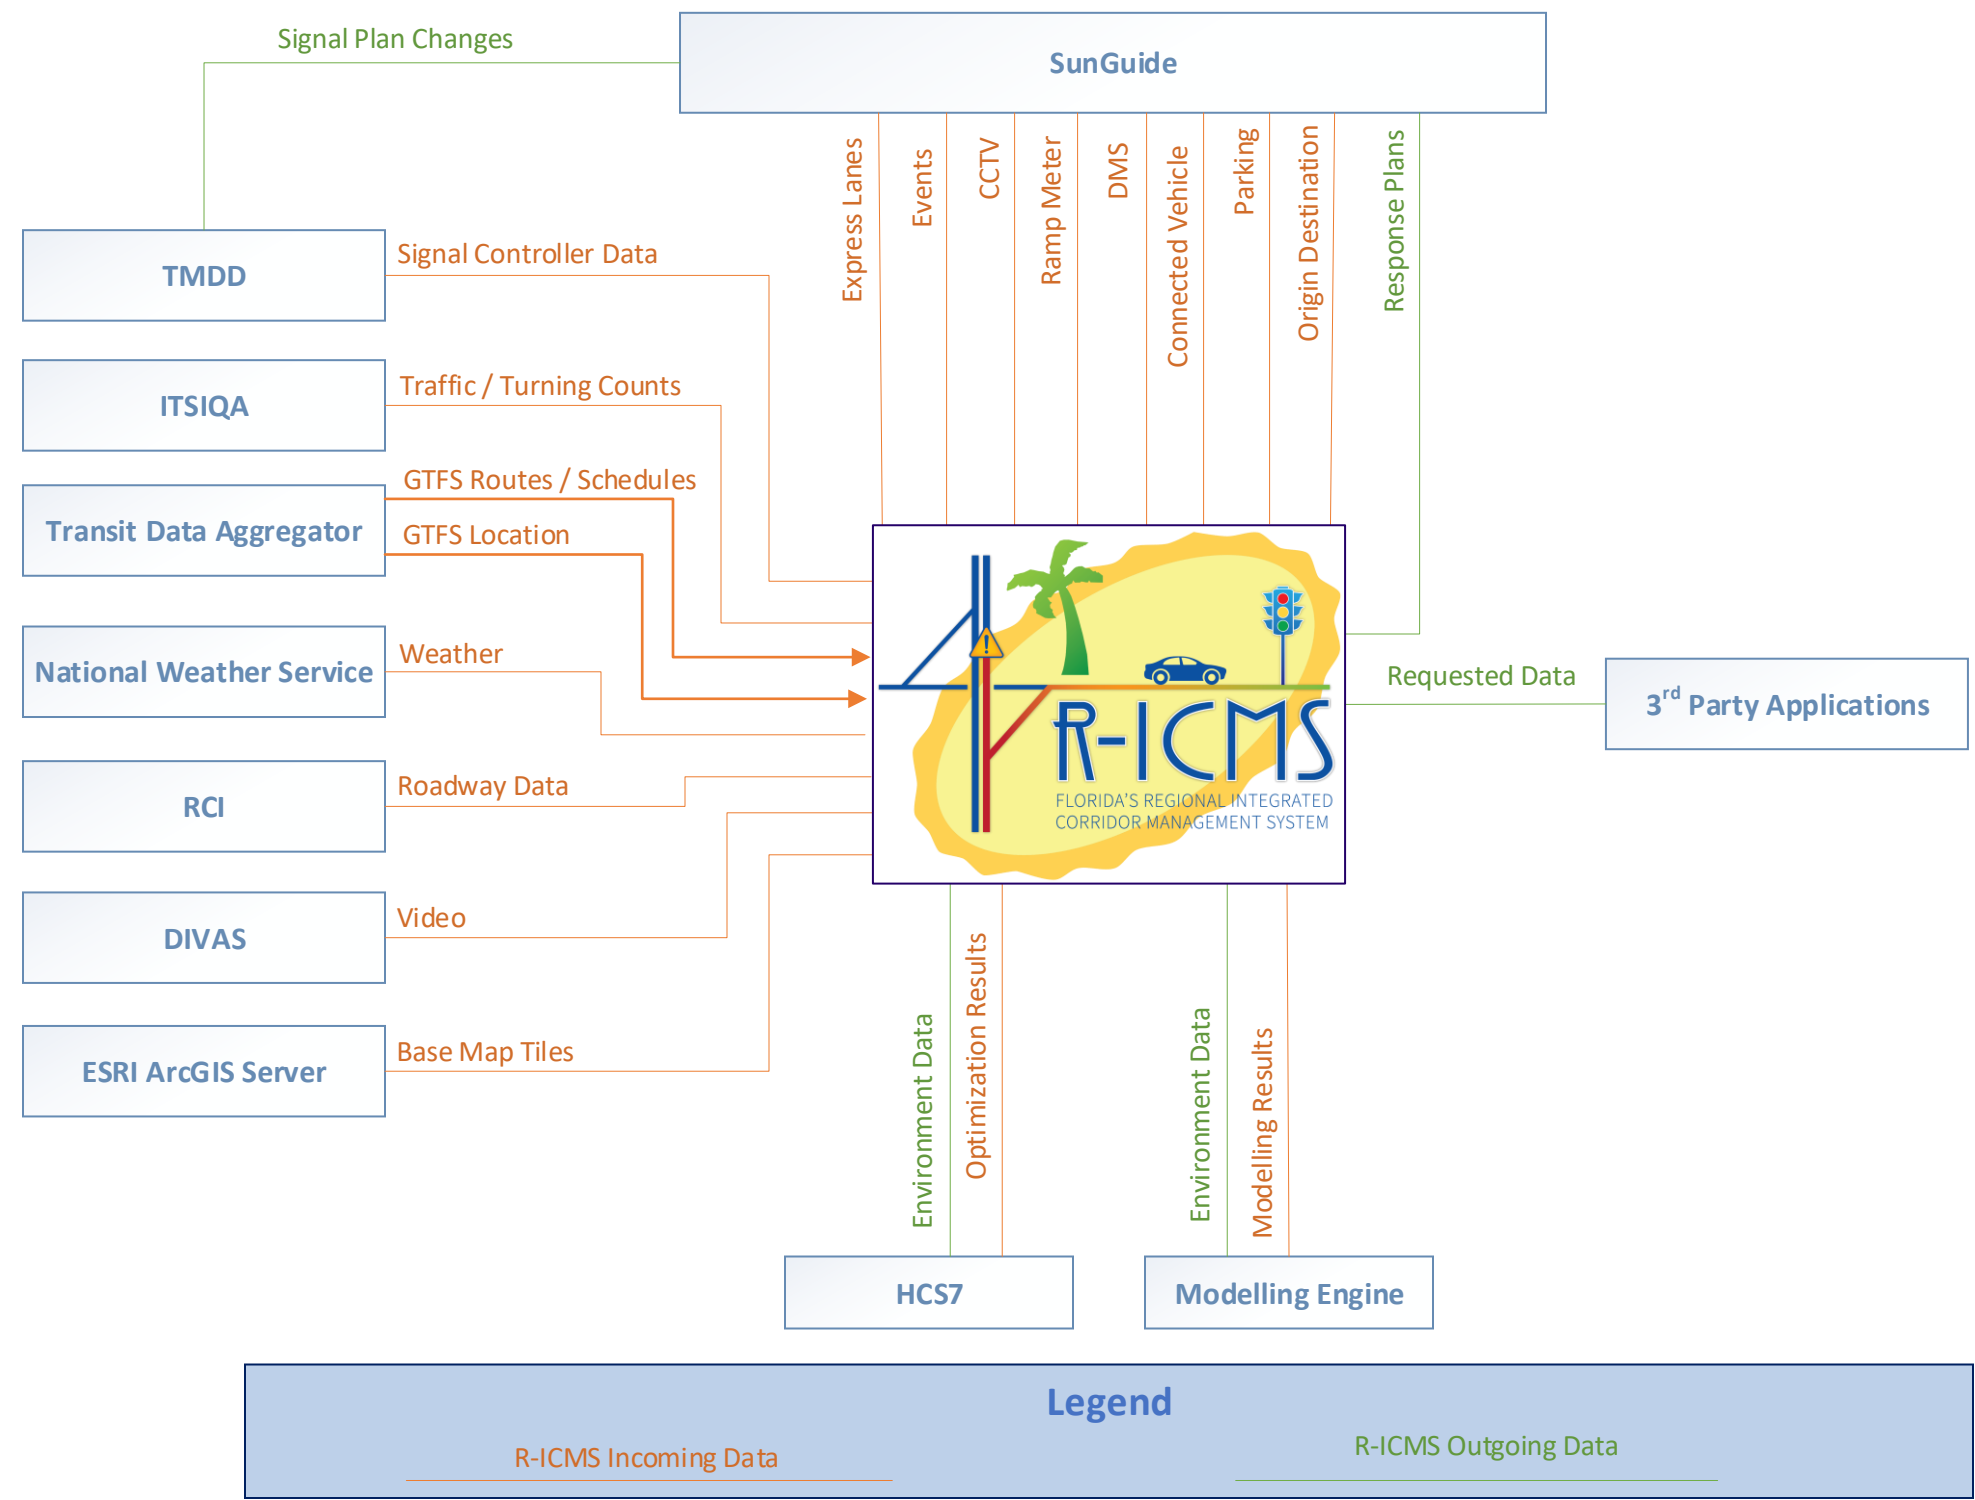 Signal Plan Changes
SunGuide
Express Lanes
Events
CCTV
Ramp Meter
DMS
Connected Vehicle
Parking
Origin Destination
Response Plans
TMDD
Signal Controller Data
ITSIQA
Traffic / Turning Counts
Transit Data Aggregator
GTFS Routes / Schedules
GTFS Location
National Weather Service
Weather
RCI
Roadway Data
DIVAS
Video
ESRI ArcGIS Server
Base Map Tiles
R-ICMS
FLORIDA'S REGIONAL INTEGRATED
CORRIDOR MANAGEMENT SYSTEM
Requested Data
3rd Party Applications
Environment Data
Optimization Results
Environment Data
Modelling Results
HCS7
Modelling Engine
Legend
R-ICMS Incoming Data
R-ICMS Outgoing Data